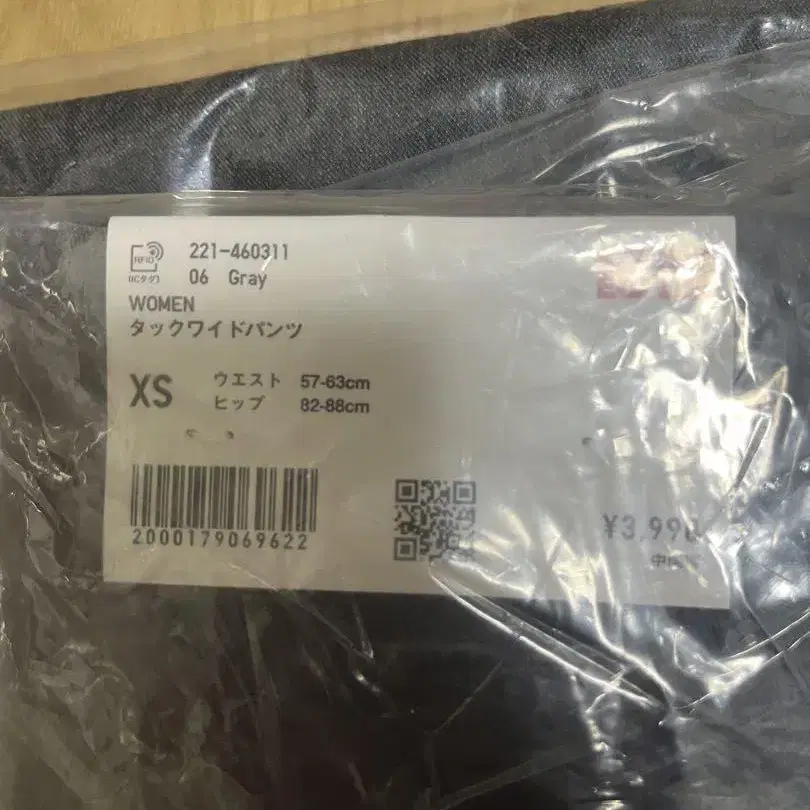 221-460311
RFID
(ICタグ)
06 Gray
WOMEN
タックワイドパンツ
XS
ウエスト 57-63cm
ヒップ 82-88cm
2000179069622
¥3,990